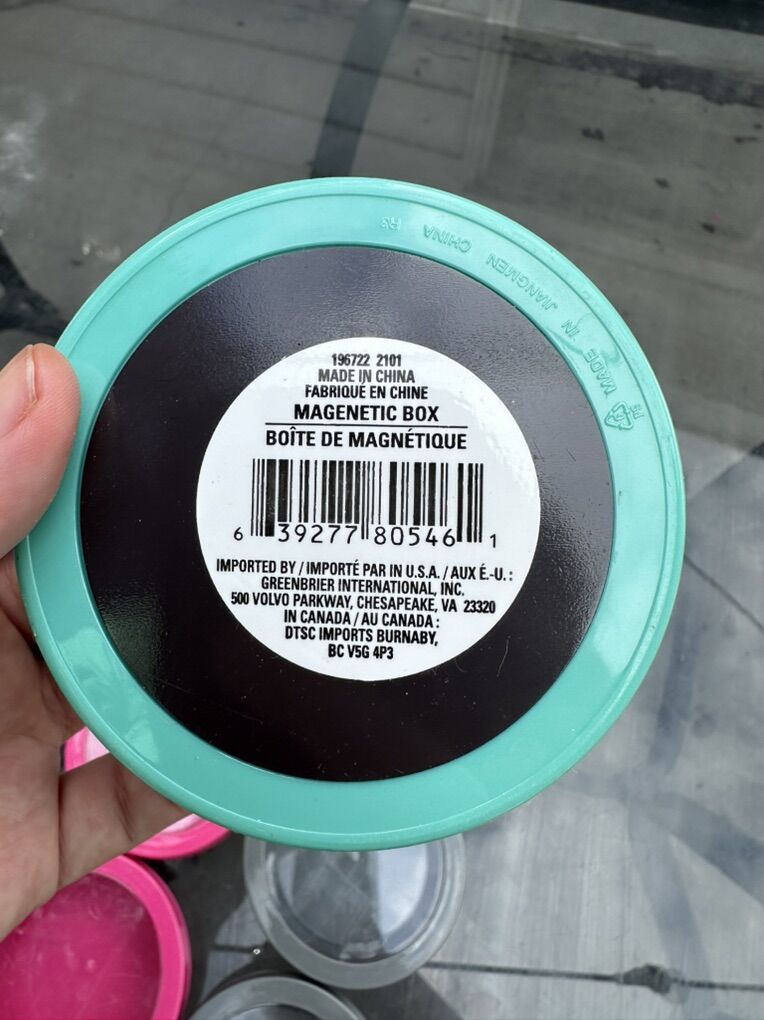 196722 2101
MADE IN CHINA
FABRIQUE EN CHINE
MAGENETIC BOX
BOÎTE DE MAGNÉTIQUE
6 39277 80546 1
IMPORTED BY / IMPORTÉ PAR IN U.S.A. / AUX É.-U. :
GREENBRIER INTERNATIONAL, INC.
500 VOLVO PARKWAY, CHESAPEAKE, VA 23320
IN CANADA / AU CANADA :
DTSC IMPORTS BURNABY,
BC V5G 4P3
MADE IN JIANGMEN CHINA